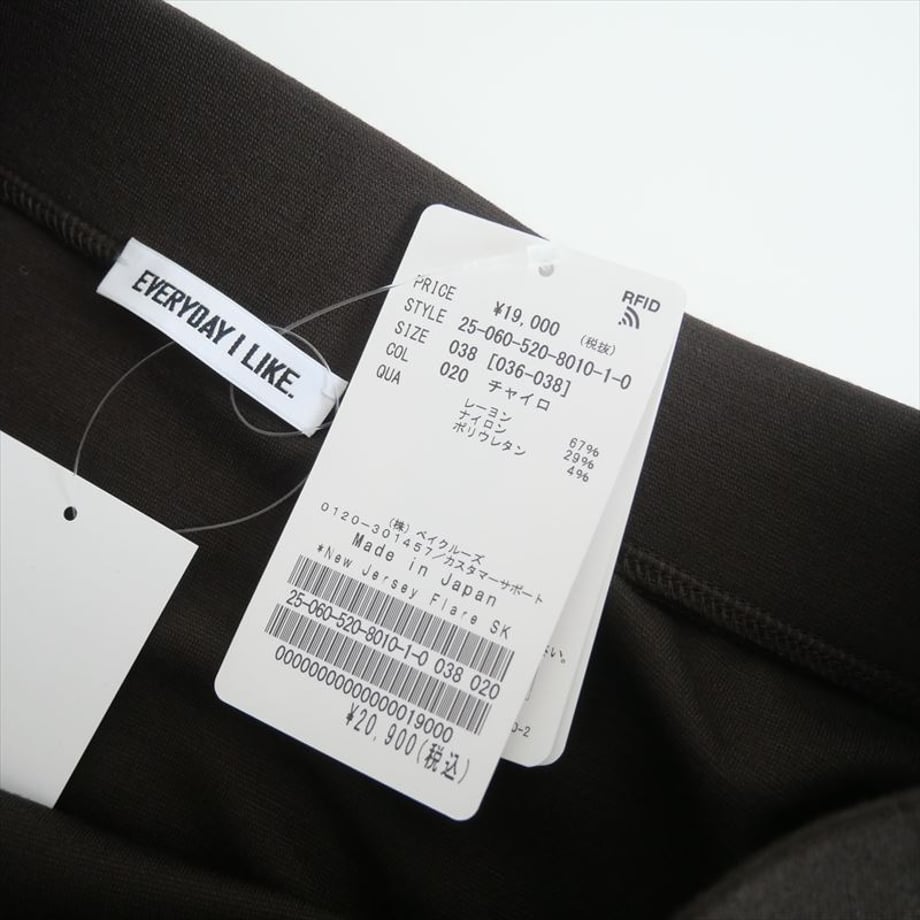 EVERYDAY I LIKE.
RFID
PRICE ¥19,000 (税抜)
STYLE 25-060-520-8010-1-0
SIZE 038 [036-038]
COL 020 チャイロ
QUA
レーヨン 67%
ナイロン 29%
ポリウレタン 4%
(株) ベイクルーズ
0120-301457/カスタマーサポート
Made in Japan
*New Jersey Flare SK
25-060-520-8010-1-0 038 020
0000000000000019000
¥20,900(税込)
い。
0-2